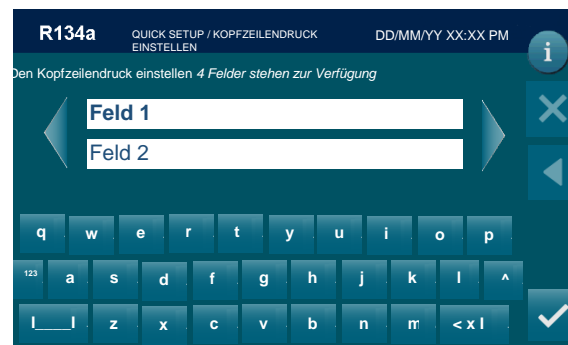 R134a QUICK SETUP / KOPFZEILENDRUCK DD/MM/YY XX:XX PM
EINSTELLEN
i
Den Kopfzeilendruck einstellen 4 Felder stehen zur Verfügung
Feld 1
Feld 2
q w e r t y u i o p
123 a s d f g h j k l ^
I____I z x c v b n m < x I